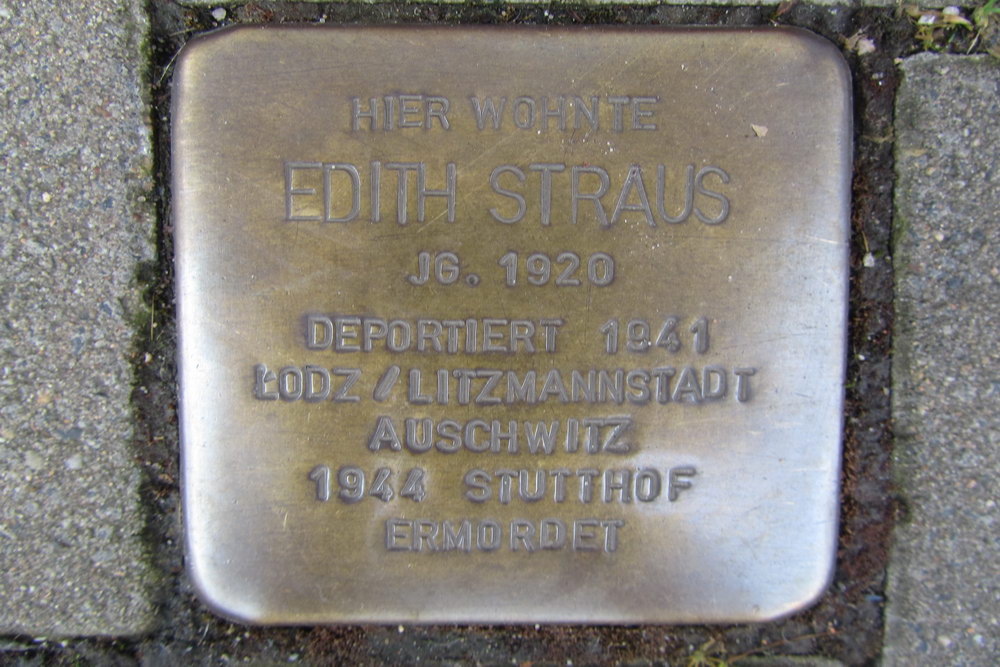 HIER WOHNTE
EDITH STRAUS
JG. 1920
DEPORTIERT 1941
ŁODZ / LITZMANNSTADT
AUSCHWITZ
1944 STUTTHOF
ERMORDET